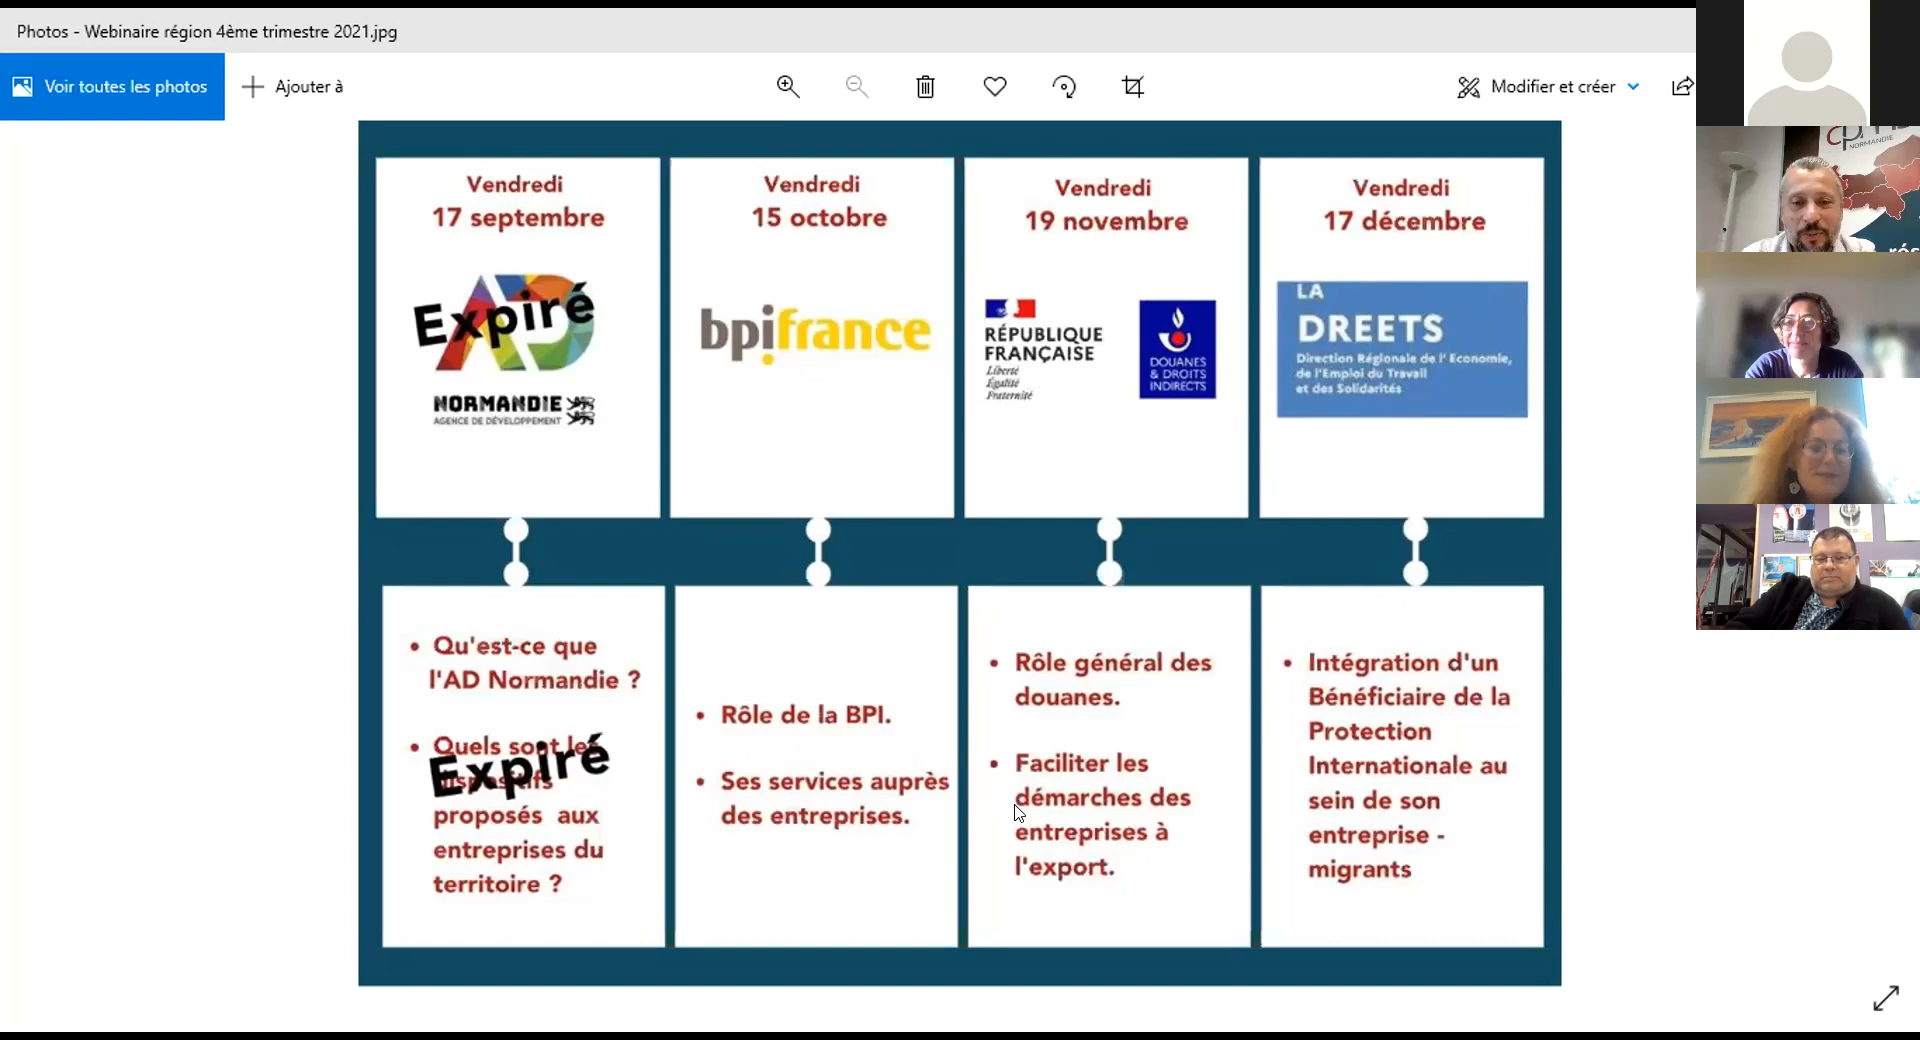 Photos - Webinaire région 4ème trimestre 2021.jpg
Voir toutes les photos
Ajouter à
Modifier et créer
Vendredi
17 septembre
Expiré
AD
NORMANDIE
AGENCE DE DÉVELOPPEMENT
Vendredi
15 octobre
bpifrance
Vendredi
19 novembre
RÉPUBLIQUE
FRANÇAISE
Liberté
Égalité
Fraternité
DOUANES
& DROITS
INDIRECTS
Vendredi
17 décembre
LA
DREETS
Direction Régionale de l' Economie,
de l'Emploi du Travail
et des Solidarités
• Qu'est-ce que
l'AD Normandie ?
• Quels sont les
dispositifs
Expiré
proposés aux
entreprises du
territoire ?
• Rôle de la BPI.
• Ses services auprès
des entreprises.
• Rôle général des
douanes.
• Faciliter les
démarches des
entreprises à
l'export.
• Intégration d'un
Bénéficiaire de la
Protection
Internationale au
sein de son
entreprise -
migrants
NORMANDIE